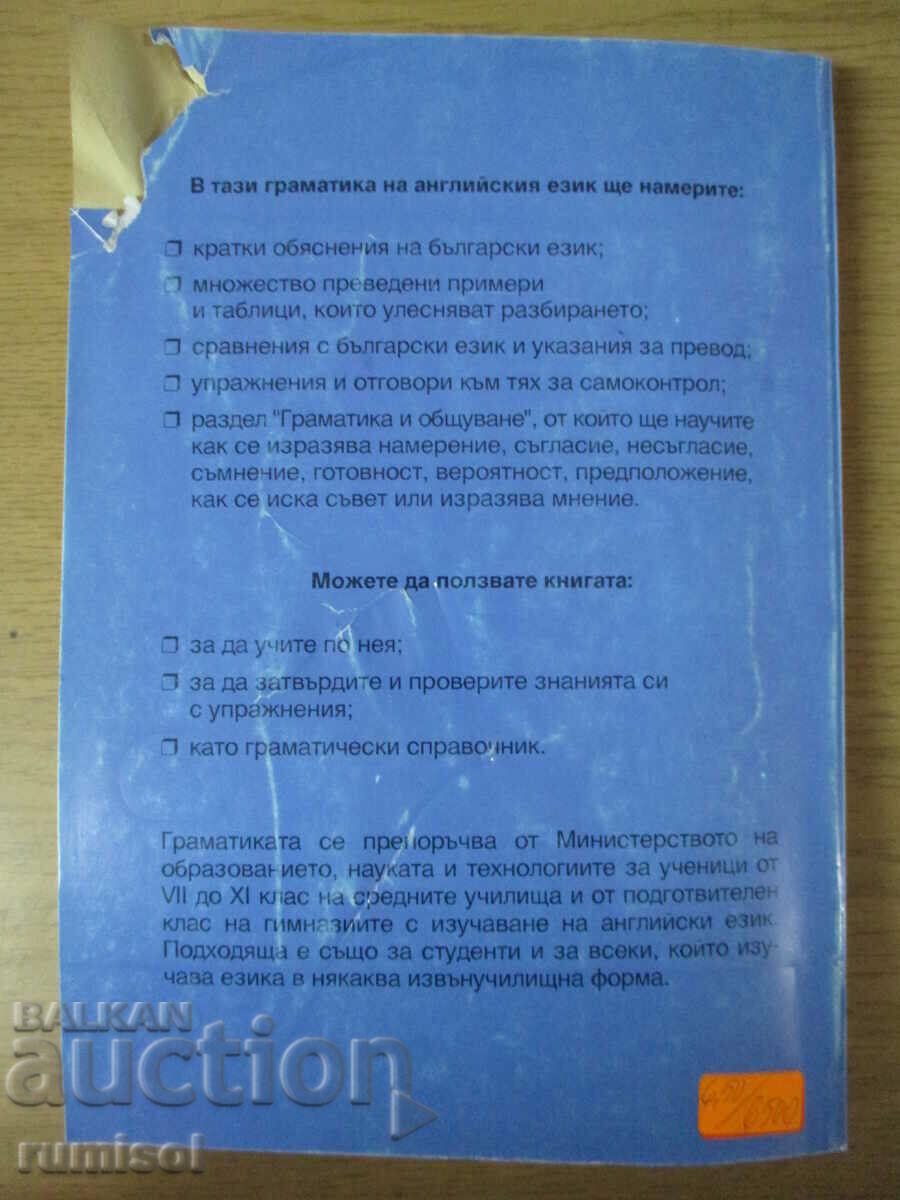 В тази граматика на английския език ще намерите:
❐ кратки обяснения на български език;
❐ множество преведени примери
и таблици, които улесняват разбирането;
❐ сравнения с български език и указания за превод;
❐ упражнения и отговори към тях за самоконтрол;
❐ раздел "Граматика и общуване", от който ще научите
как се изразява намерение, съгласие, несъгласие,
съмнение, готовност, вероятност, предположение,
как се иска съвет или изразява мнение.
Можете да ползвате книгата:
❐ за да учите по нея;
❐ за да затвърдите и проверите знанията си
с упражнения;
❐ като граматически справочник.
Граматиката се препоръчва от Министерството на
образованието, науката и технологиите за ученици от
VII до XI клас на средните училища и от подготвителен
клас на гимназиите с изучаване на английски език.
Подходяща е също за студенти и за всеки, който изу-
чава езика в някаква извънучилищна форма.
BALKAN
auction
rumisol
4,50/6500